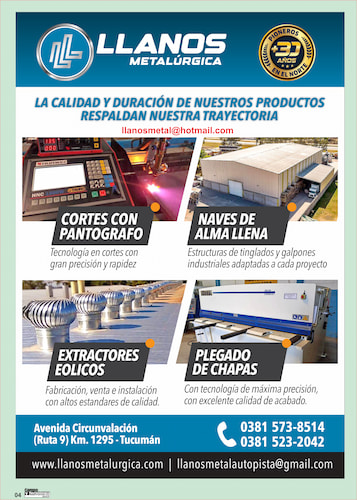 LLANOS
METALÚRGICA
PIONEROS
+30
AÑOS
EN EL NORTE
LA CALIDAD Y DURACIÓN DE NUESTROS PRODUCTOS
RESPALDAN NUESTRA TRAYECTORIA
llanosmetal@hotmail.com
HNC
CORTES CON
PANTOGRAFO
Tecnología en cortes con
gran precisión y rapidez
NAVES DE
ALMA LLENA
Estructuras de tinglados y galpones
industriales adaptadas a cada proyecto
EXTRACTORES
EOLICOS
Fabricación, venta e instalación
con altos estandares de calidad.
PLEGADO
DE CHAPAS
Con tecnología de máxima precisión,
con excelente calidad de acabado.
Avenida Circunvalación
(Ruta 9) Km. 1295 - Tucumán
0381 573-8514
0381 523-2042
www.llanosmetalurgica.com | llanosmetalautopista@gmail.com
04